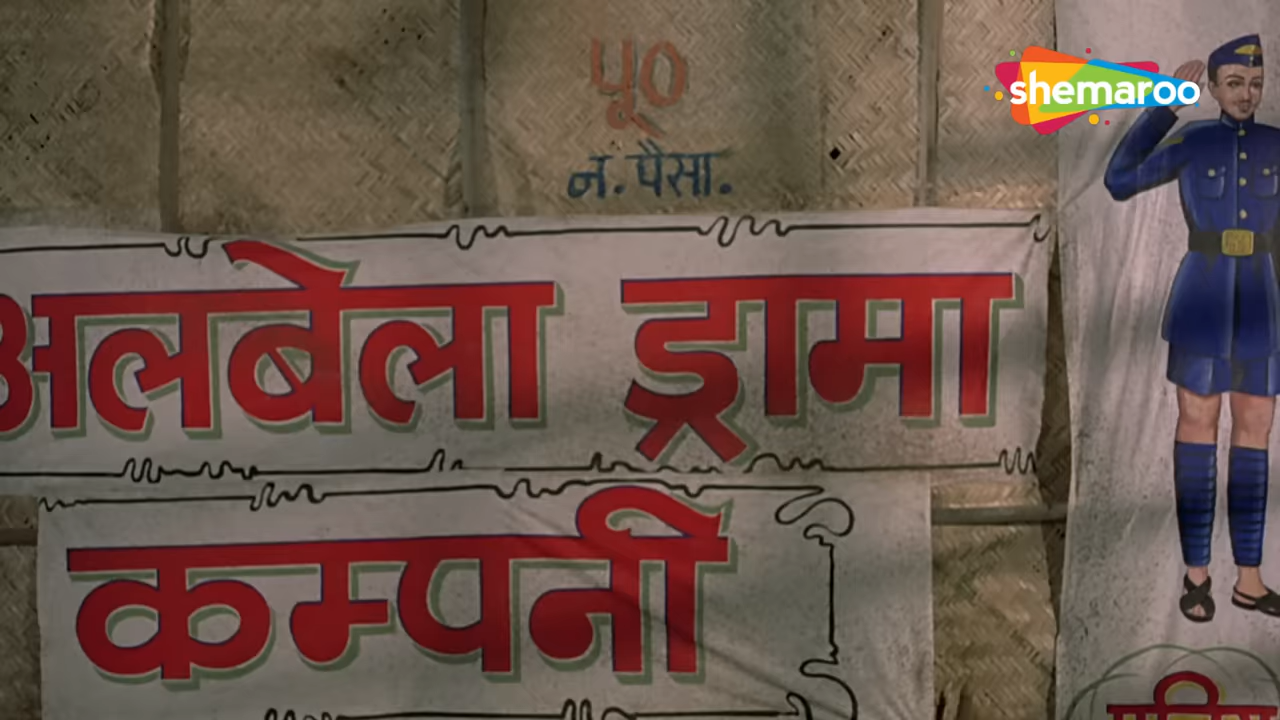 ५०
न. पैसा.
shemaroo
अलबेला ड्रामा
कम्पनी